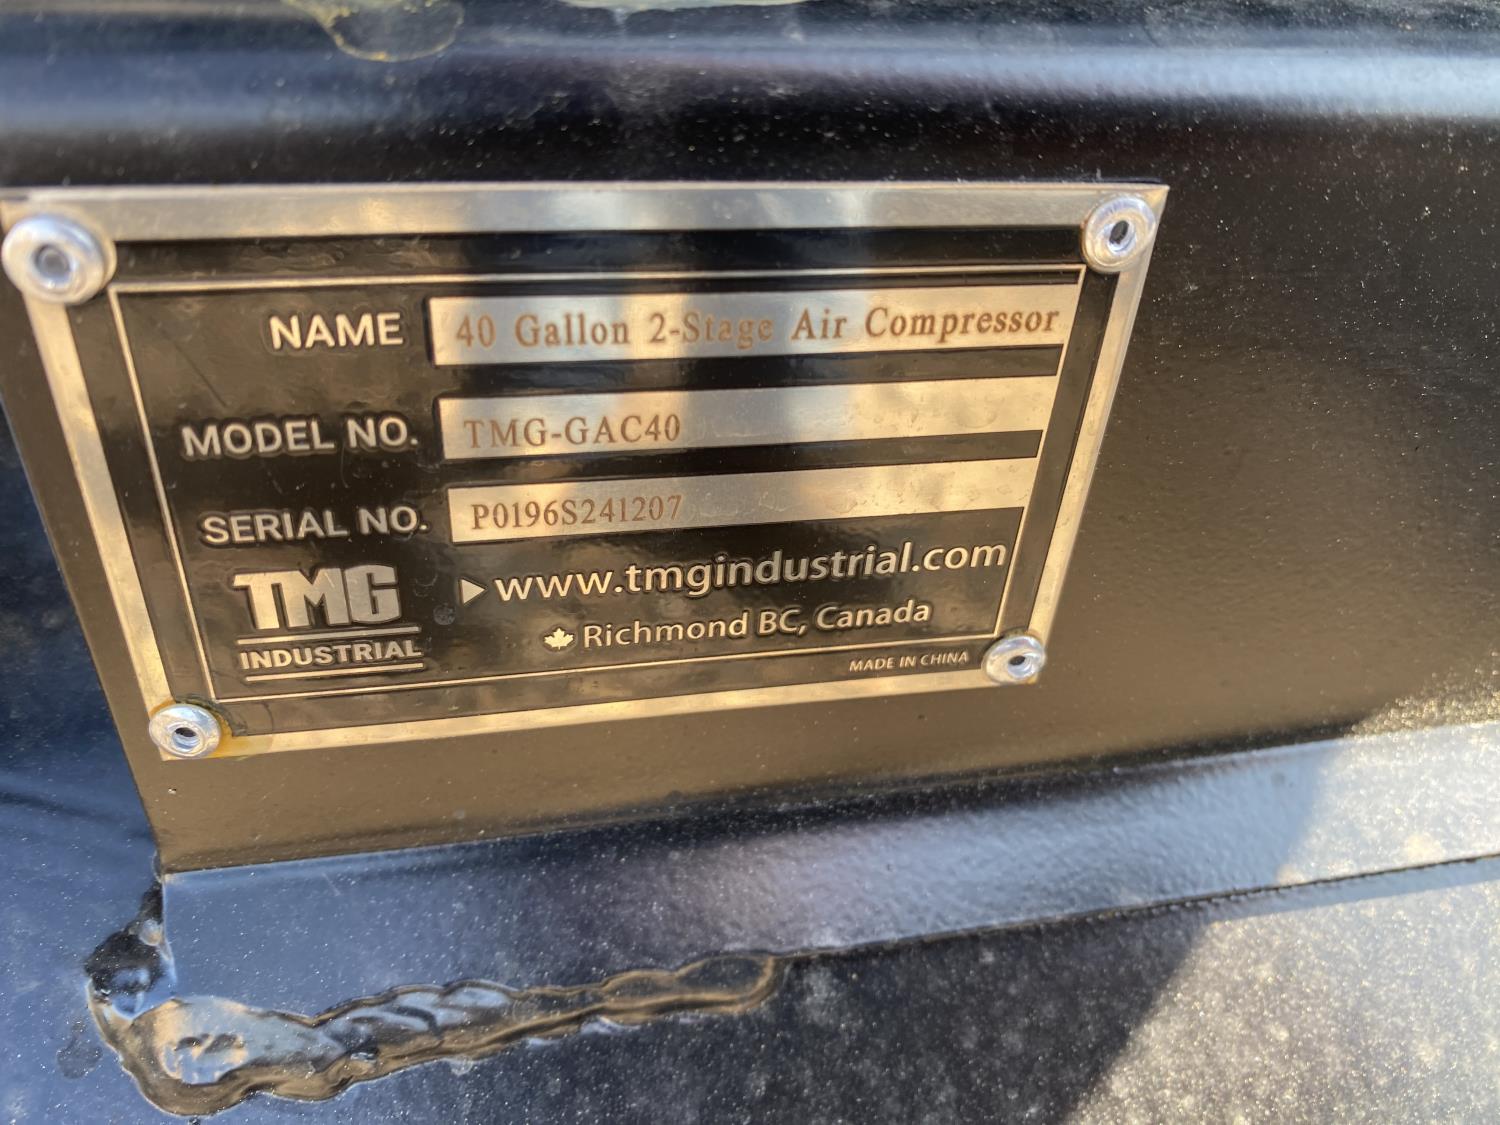 NAME 40 Gallon 2-Stage Air Compressor
MODEL NO. TMG-GAC40
SERIAL NO. P0196S241207
TMG
INDUSTRIAL
www.tmgindustrial.com
Richmond BC, Canada
MADE IN CHINA